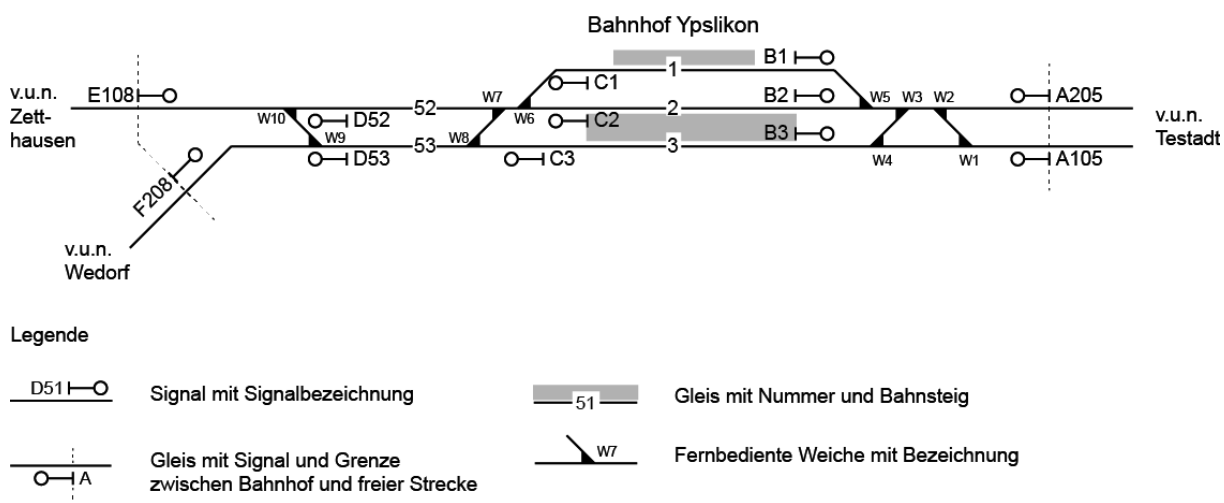 Bahnhof Ypslikon
v.u.n.
Zett-
hausen
E108
W10
D52
W9
D53
52
53
W7
W6
W8
C1
C2
C3
1
2
3
B1
B2
B3
W5
W3
W2
W4
W1
A205
A105
v.u.n.
Testadt
F208
v.u.n.
Wedorf
Legende
D51
Signal mit Signalbezeichnung
51
Gleis mit Nummer und Bahnsteig
A
Gleis mit Signal und Grenze
zwischen Bahnhof und freier Strecke
W7
Fernbediente Weiche mit Bezeichnung